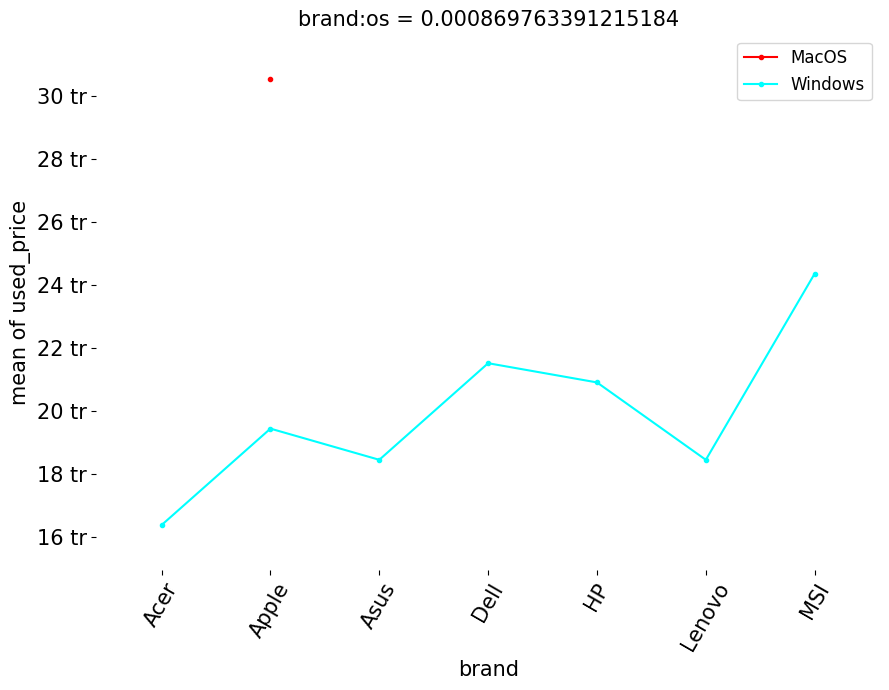 brand:os = 0.000869763391215184
MacOS
Windows
30 tr
28 tr
26 tr
24 tr
22 tr
20 tr
18 tr
16 tr
mean of used_price
Acer
Apple
Asus
Dell
HP
Lenovo
MSI
brand